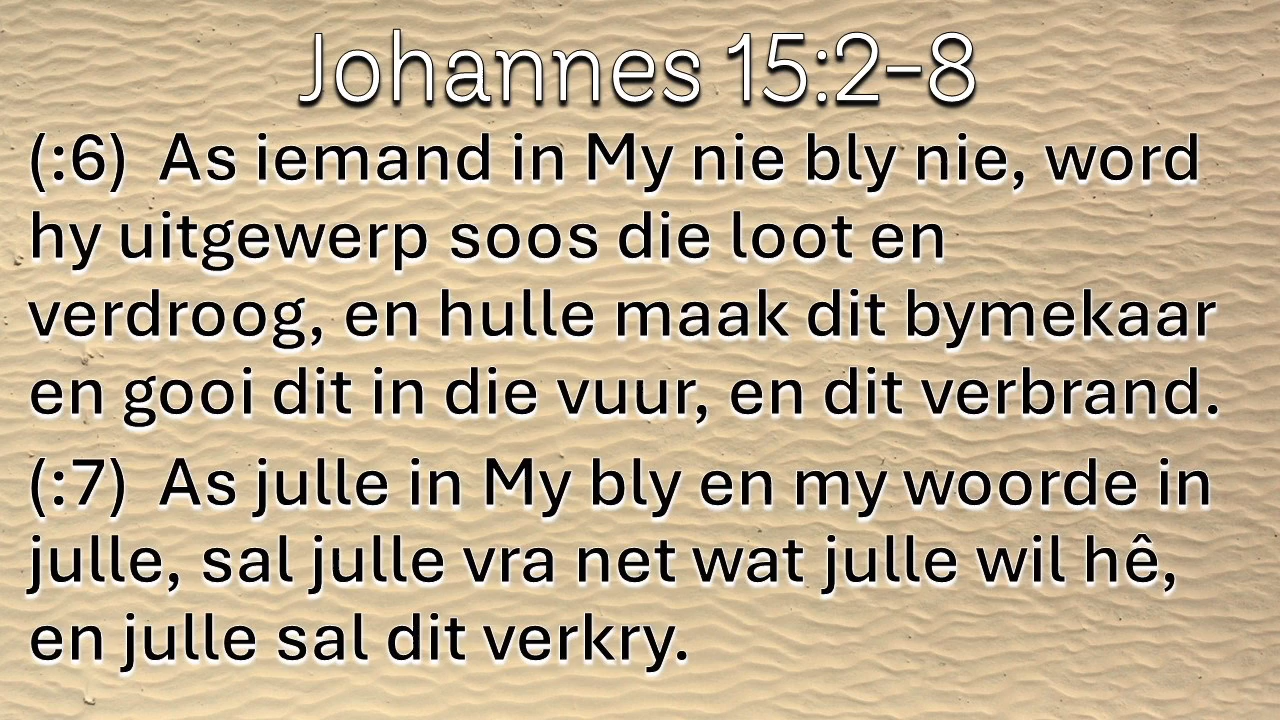 Johannes 15:2–8
(:6)  As iemand in My nie bly nie, word
hy uitgewerp soos die loot en
verdroog, en hulle maak dit bymekaar
en gooi dit in die vuur, en dit verbrand.
(:7)  As julle in My bly en my woorde in
julle, sal julle vra net wat julle wil hê,
en julle sal dit verkry.